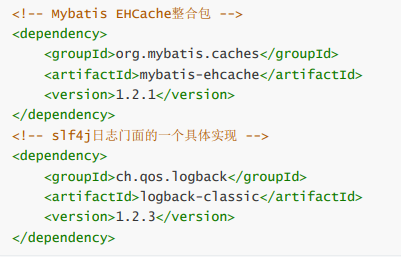 <!-- Mybatis EHCache整合包 -->
<dependency>
    <groupId>org.mybatis.caches</groupId>
    <artifactId>mybatis-ehcache</artifactId>
    <version>1.2.1</version>
</dependency>
<!-- slf4j日志门面的一个具体实现 -->
<dependency>
    <groupId>ch.qos.logback</groupId>
    <artifactId>logback-classic</artifactId>
    <version>1.2.3</version>
</dependency>